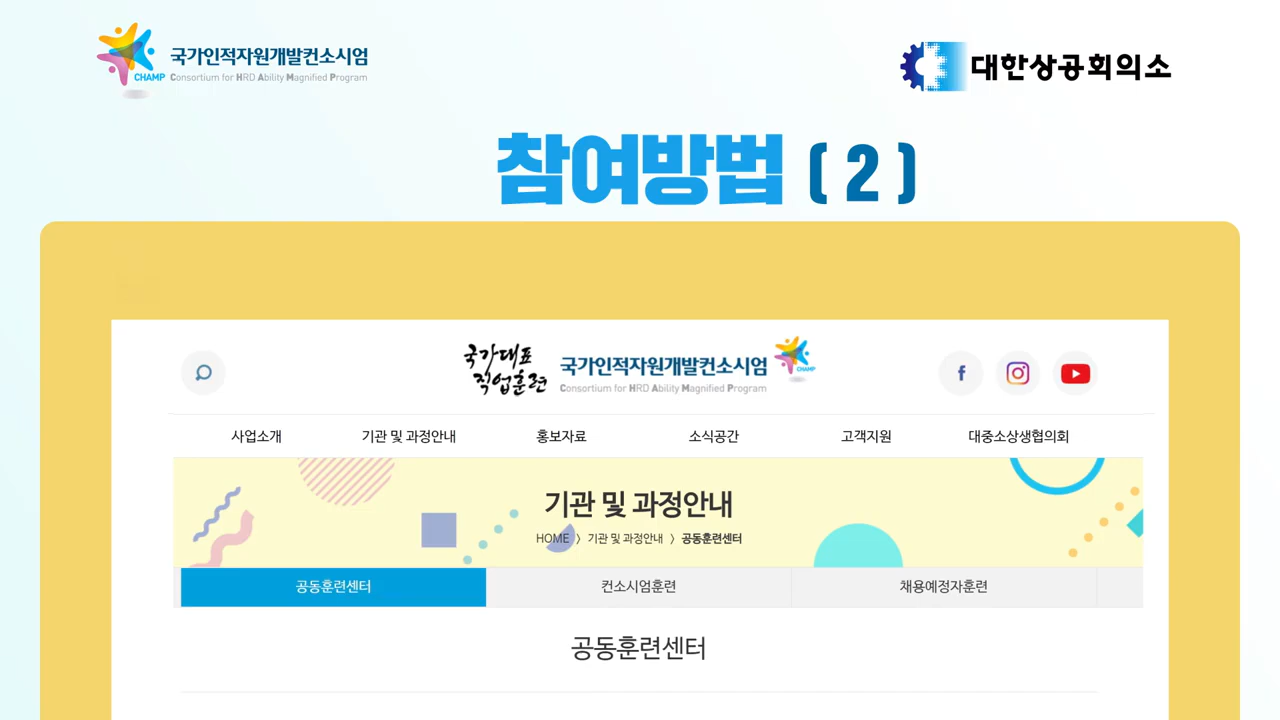 CHAMP
국가인적자원개발컨소시엄
Consortium for HRD Ability Magnified Program
대한상공회의소
참여방법 (2)
국가대표
직업훈련
국가인적자원개발컨소시엄
Consortium for HRD Ability Magnified Program
CHAMP
f
사업소개 기관 및 과정안내 홍보자료 소식공간 고객지원 대중소상생협의회
기관 및 과정안내
HOME 〉 기관 및 과정안내 〉 공동훈련센터
공동훈련센터 컨소시엄훈련 채용예정자훈련
공동훈련센터